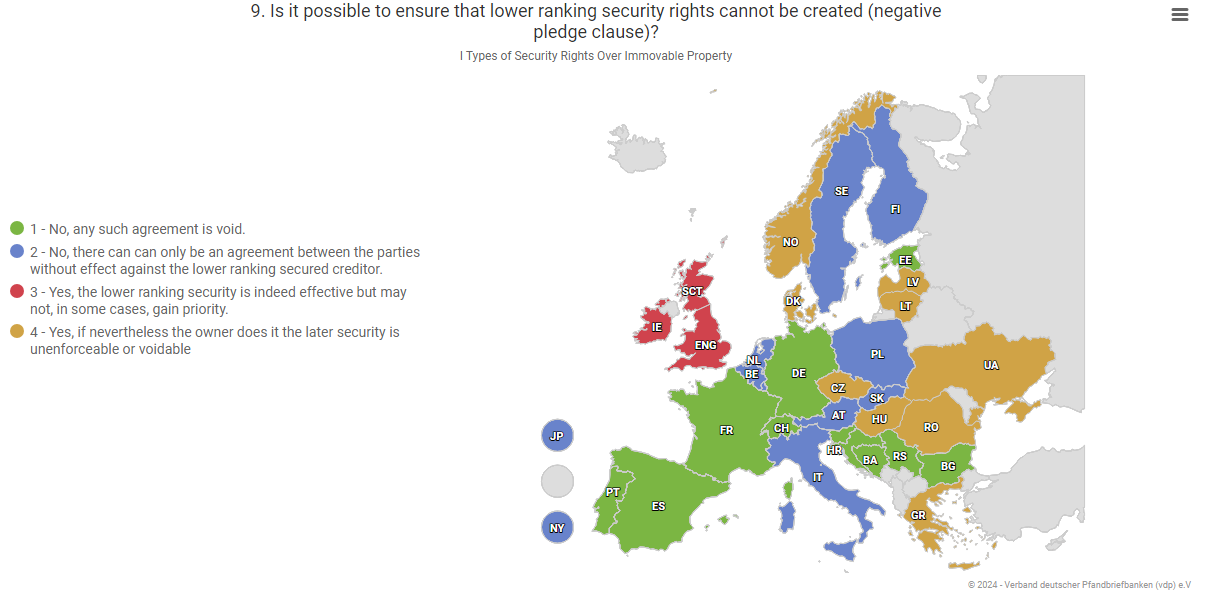 9. Is it possible to ensure that lower ranking security rights cannot be created (negative
pledge clause)?
I Types of Security Rights Over Immovable Property
1 - No, any such agreement is void.
2 - No, there can can only be an agreement between the parties
without effect against the lower ranking secured creditor.
3 - Yes, the lower ranking security is indeed effective but may
not, in some cases, gain priority.
4 - Yes, if nevertheless the owner does it the later security is
unenforceable or voidable
SE
FI
NO
EE
LV
SCT
DK
LT
IE
ENG
NL
PL
UA
BE
DE
CZ
SK
AT
HU
JP
FR
CH
RO
HR
BA
RS
BG
IT
PT
ES
GR
NY
© 2024 - Verband deutscher Pfandbriefbanken (vdp) e.V